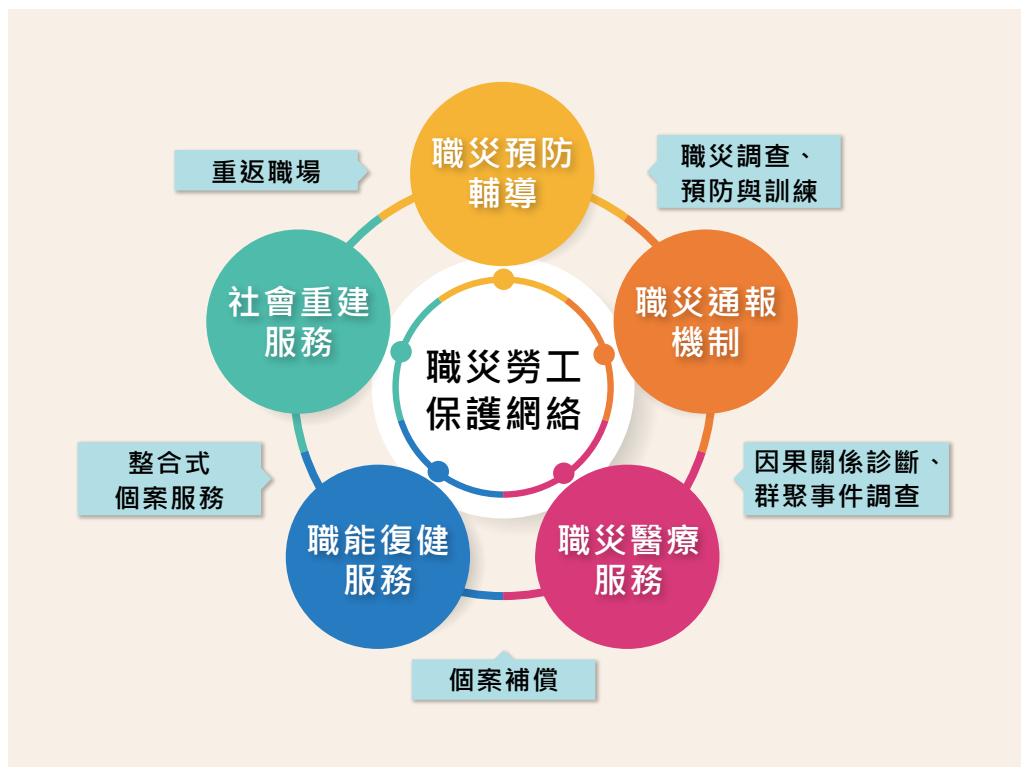 職災預防
輔導
重返職場
職災調查、
預防與訓練
社會重建
服務
職災通報
機制
職災勞工
保護網絡
整合式
個案服務
因果關係診斷、
群聚事件調查
職能復健
服務
職災醫療
服務
個案補償